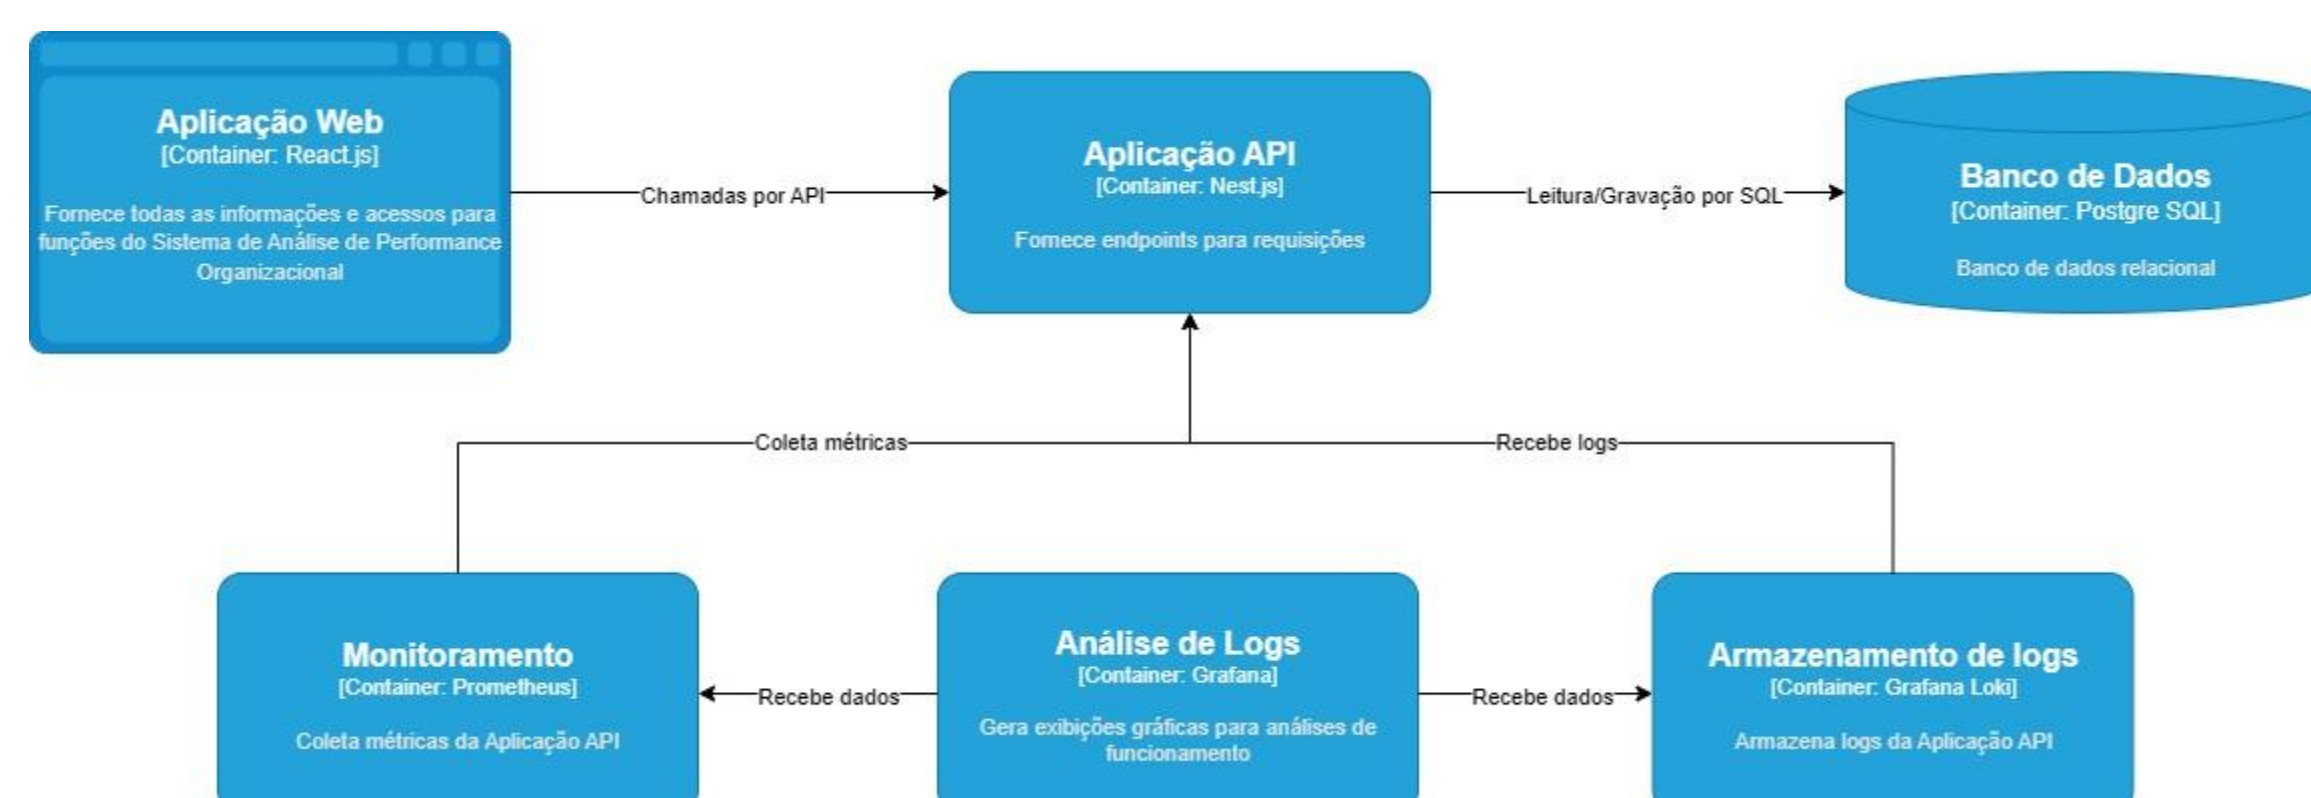 Aplicação Web
[Container: React.js]
Fornece todas as informações e acessos para
funções do Sistema de Análise de Performance
Organizacional
Chamadas por API
Aplicação API
[Container: Nest.js]
Fornece endpoints para requisições
Leitura/Gravação por SQL
Banco de Dados
[Container: Postgre SQL]
Banco de dados relacional
Coleta métricas
Recebe logs
Monitoramento
[Container: Prometheus]
Coleta métricas da Aplicação API
Recebe dados
Análise de Logs
[Container: Grafana]
Gera exibições gráficas para análises de
funcionamento
Recebe dados
Armazenamento de logs
[Container: Grafana Loki]
Armazena logs da Aplicação API